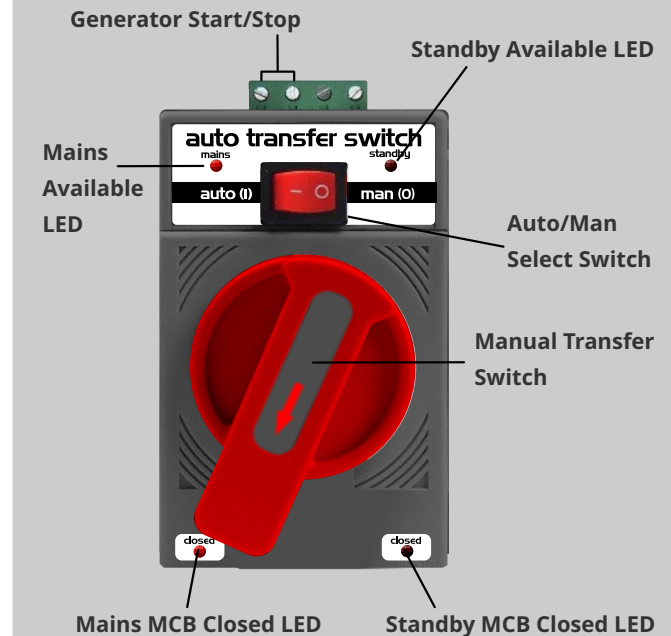 Generator Start/Stop
Standby Available LED
auto transfer switch
mains
standby
Mains
Available
LED
auto (I)
– O
man (O)
Auto/Man
Select Switch
Manual Transfer
Switch
closed
closed
Mains MCB Closed LED
Standby MCB Closed LED